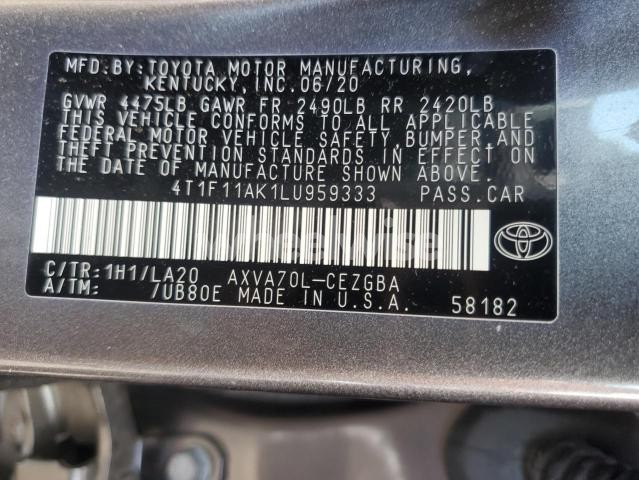 MFD. BY: TOYOTA MOTOR MANUFACTURING,
KENTUCKY, INC. 06/20
GVWR 4475LB GAWR FR 2490LB RR 2420LB
THIS VEHICLE CONFORMS TO ALL APPLICABLE
FEDERAL MOTOR VEHICLE SAFETY, BUMPER, AND
THEFT PREVENTION STANDARDS IN EFFECT ON
THE DATE OF MANUFACTURE SHOWN ABOVE.
4T1F11AK1LU959333 PASS.CAR
C/TR: 1H1/LA20 AXVA70L-CEZGBA
A/TM: /UB80E MADE IN U.S.A. 58182